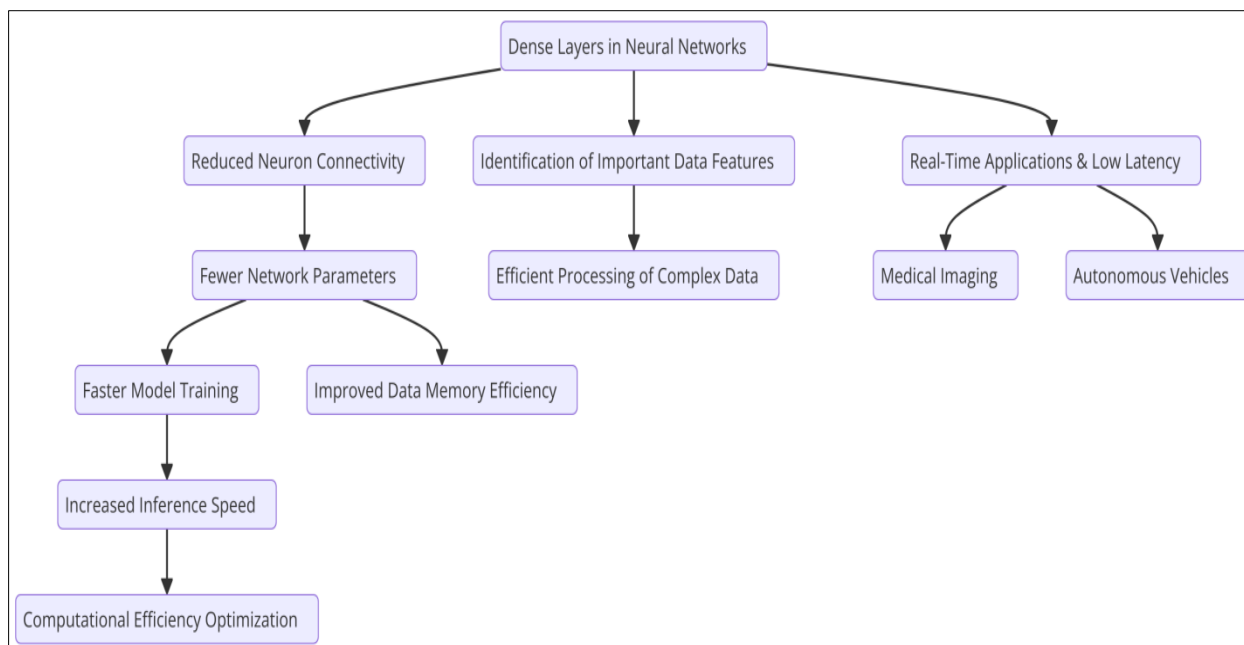 Dense Layers in Neural Networks
Reduced Neuron Connectivity
Identification of Important Data Features
Real-Time Applications & Low Latency
Fewer Network Parameters
Efficient Processing of Complex Data
Medical Imaging
Autonomous Vehicles
Faster Model Training
Improved Data Memory Efficiency
Increased Inference Speed
Computational Efficiency Optimization